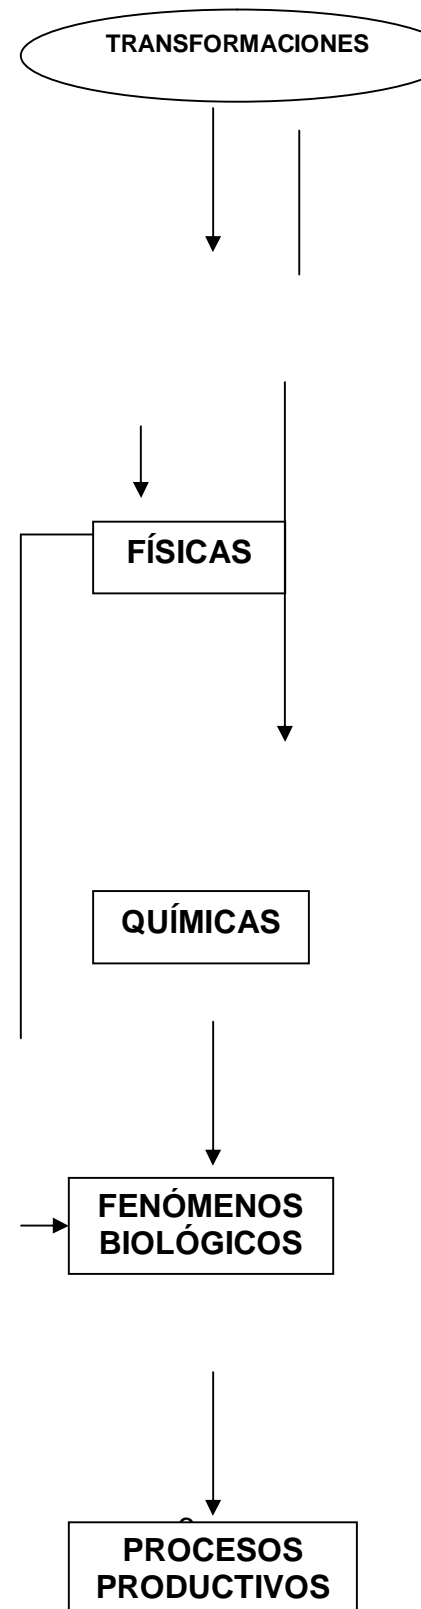 TRANSFORMACIONES
FÍSICAS
QUÍMICAS
FENÓMENOS
BIOLÓGICOS
PROCESOS
PRODUCTIVOS